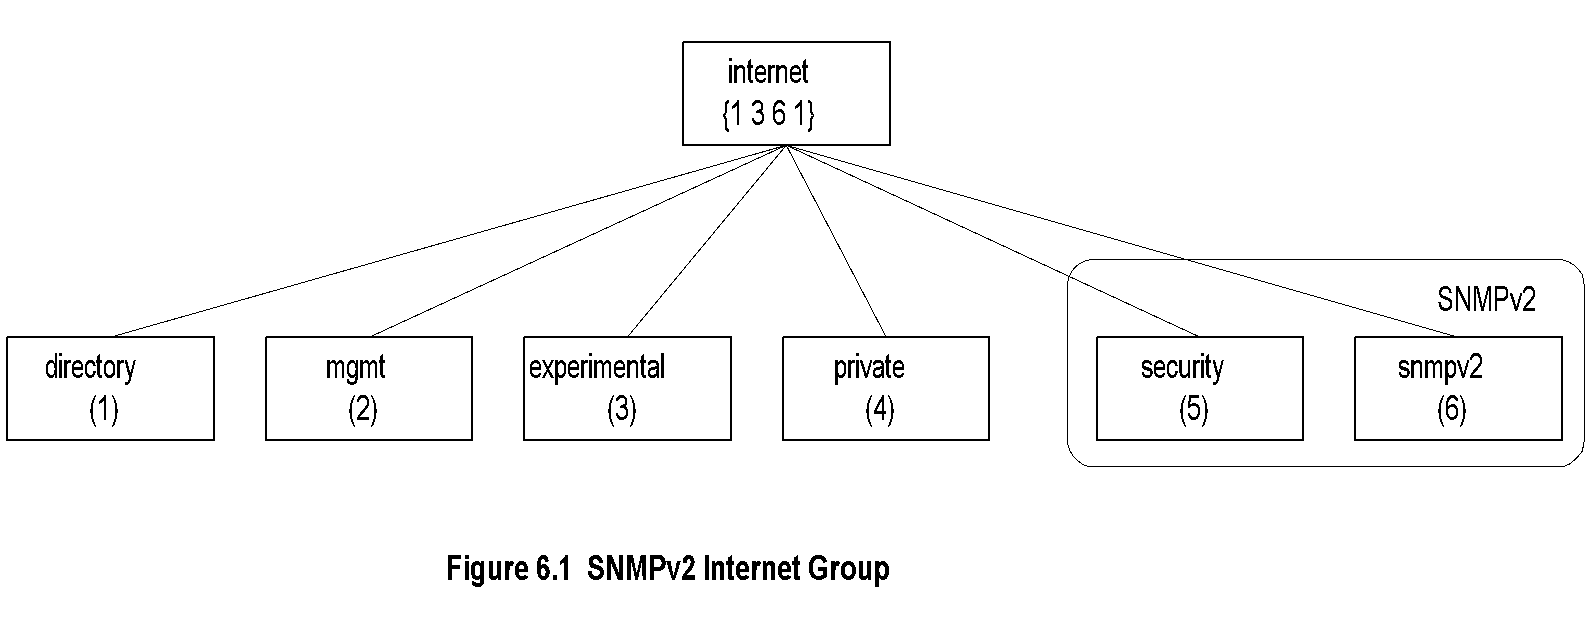 internet
{1 3 6 1}
SNMPv2
directory
(1)
mgmt
(2)
experimental
(3)
private
(4)
security
(5)
snmpv2
(6)
Figure 6.1 SNMPv2 Internet Group